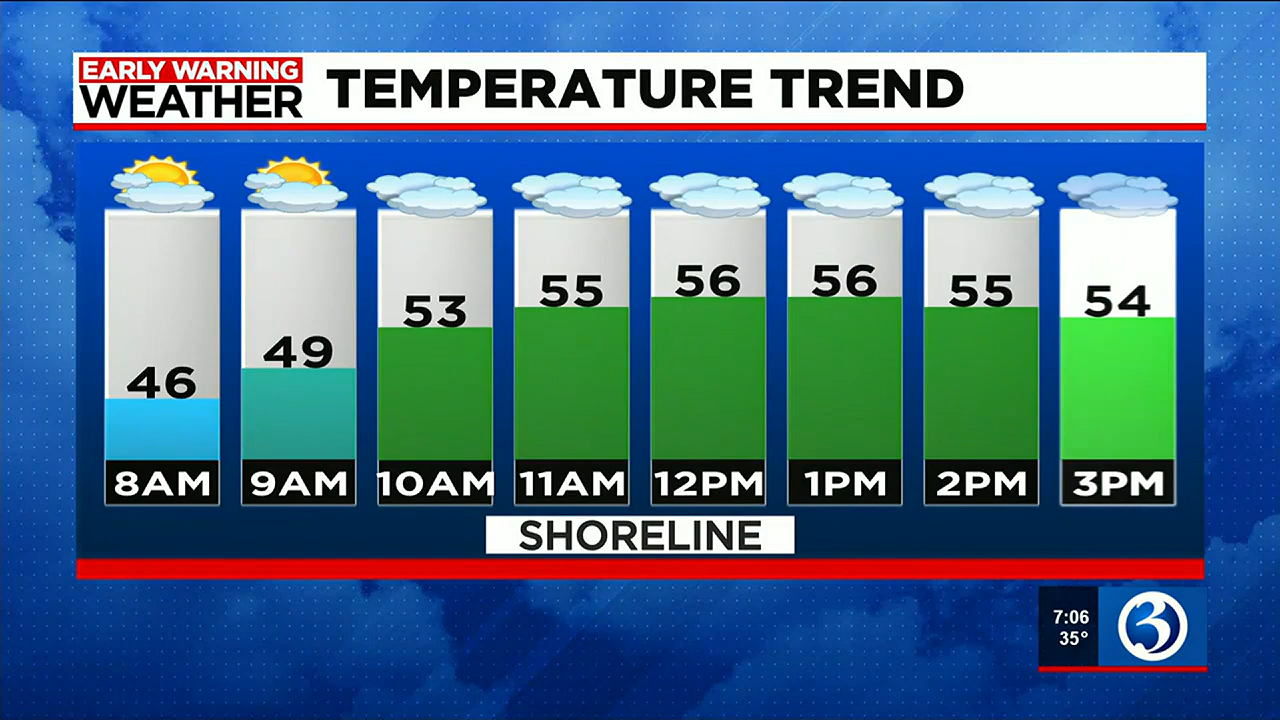 EARLY WARNING
WEATHER
TEMPERATURE TREND
46 49 53 55 56 56 55 54
8AM 9AM 10AM 11AM 12PM 1PM 2PM 3PM
SHORELINE
7:06
35°
3